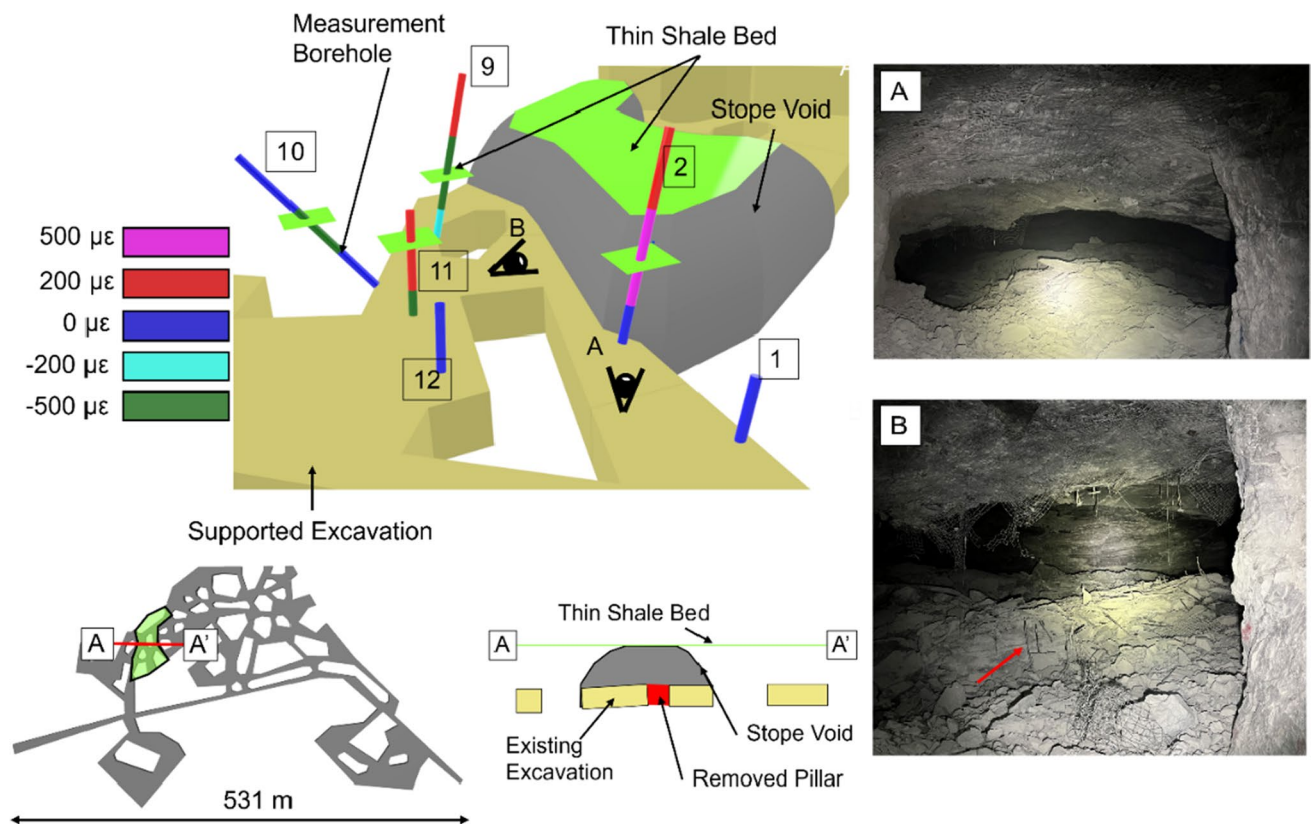 Measurement
Borehole
9
Thin Shale Bed
Stope Void
10
2
500 µε
200 µε
0 µε
-200 µε
-500 µε
B
11
12
A
1
Supported Excavation
A
A'
531 m
Thin Shale Bed
A
A'
Existing
Excavation
Stope Void
Removed Pillar
A
B